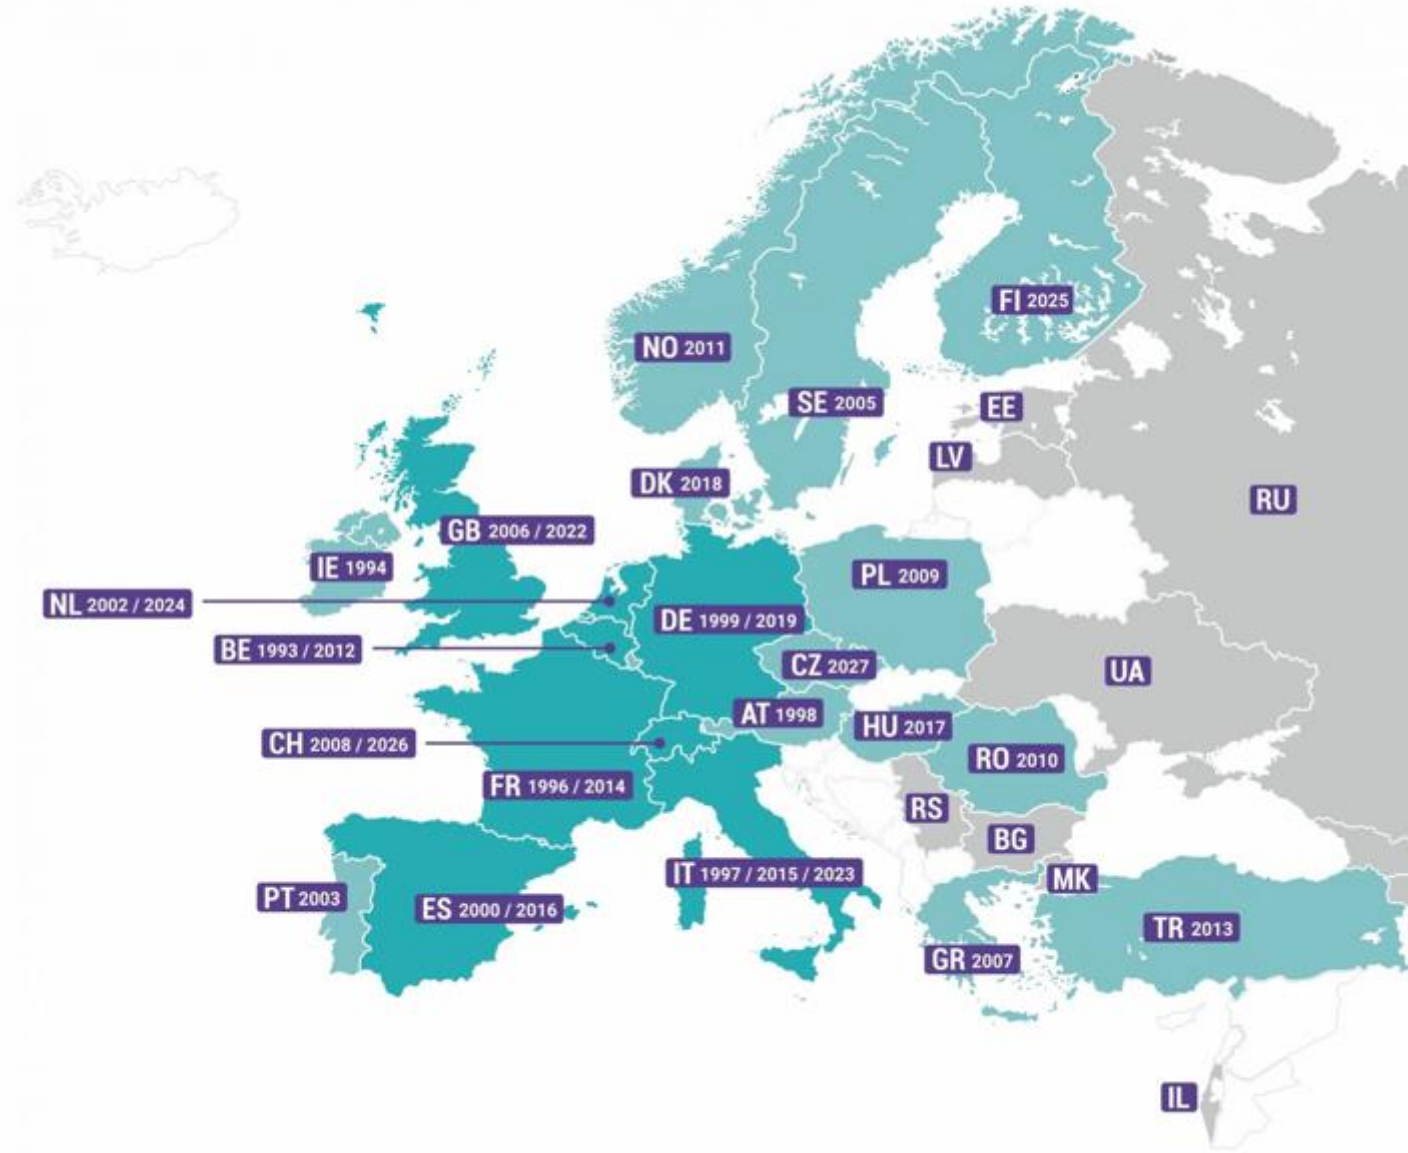 FI 2025
NO 2011
SE 2005
EE
LV
DK 2018
RU
GB 2006 / 2022
IE 1994
PL 2009
NL 2002 / 2024
DE 1999 / 2019
BE 1993 / 2012
CZ 2027
UA
AT 1998
HU 2017
CH 2008 / 2026
RO 2010
FR 1996 / 2014
RS
BG
IT 1997 / 2015 / 2023
MK
PT 2003
ES 2000 / 2016
TR 2013
GR 2007
IL